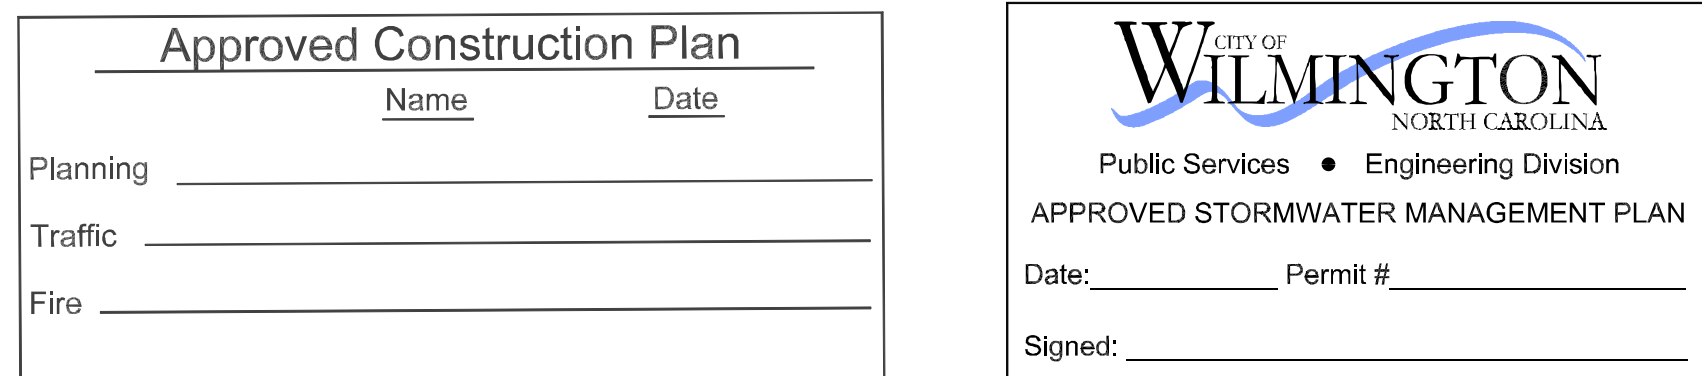 Approved Construction Plan
Name Date
Planning
Traffic
Fire
CITY OF
WILMINGTON
NORTH CAROLINA
Public Services ● Engineering Division
APPROVED STORMWATER MANAGEMENT PLAN
Date: Permit #
Signed: